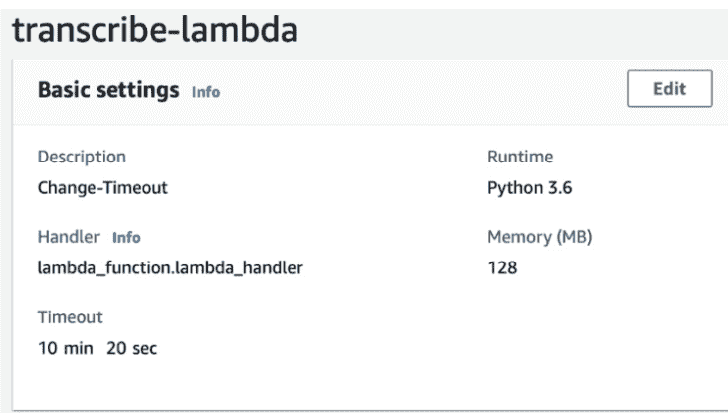 transcribe-lambda
Basic settings Info
Edit
Description
Change-Timeout
Runtime
Python 3.6
Handler Info
lambda_function.lambda_handler
Memory (MB)
128
Timeout
10 min 20 sec